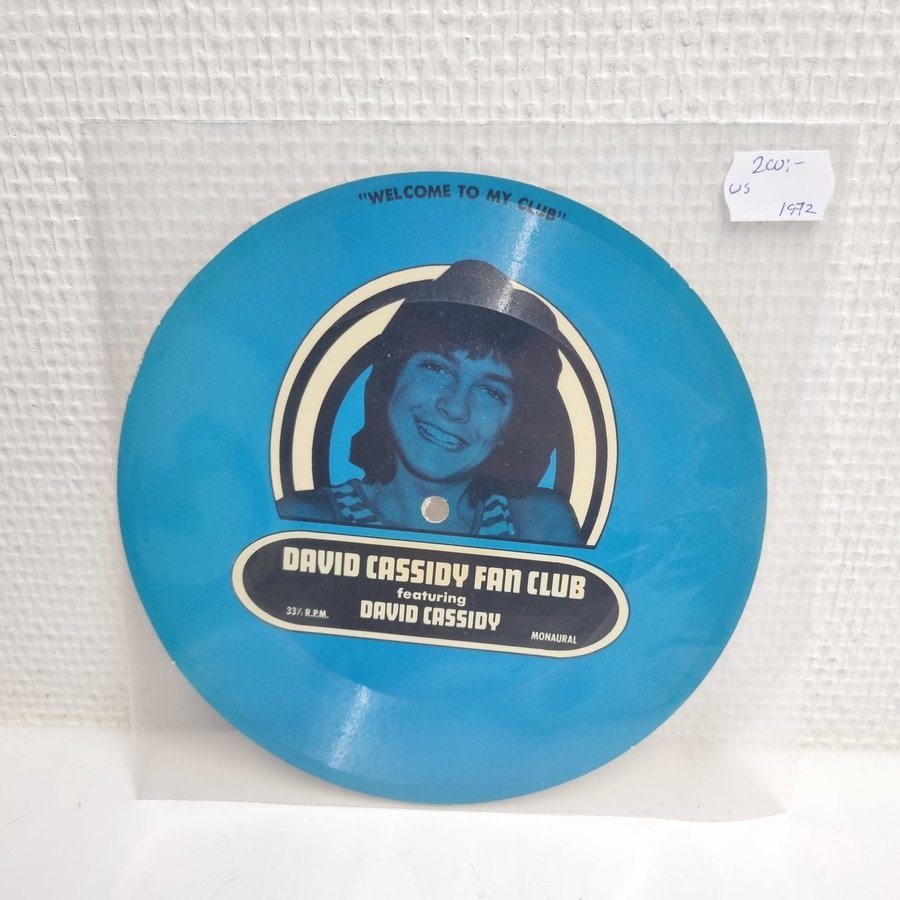 "WELCOME TO MY CLUB"
200;-
US
1972
DAVID CASSIDY FAN CLUB
featuring
DAVID CASSIDY
33⅓ R.P.M.
MONAURAL